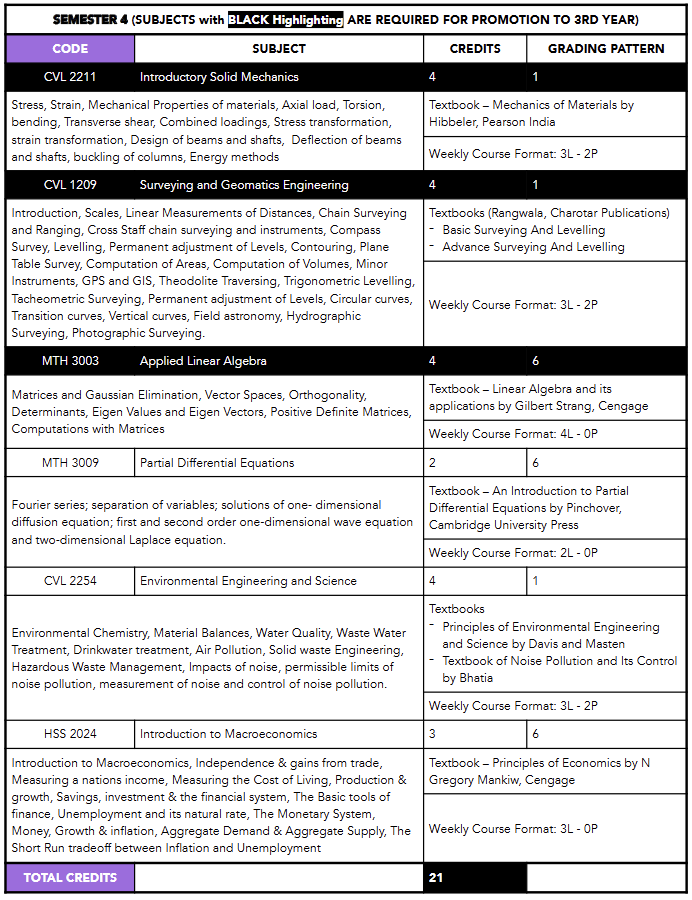 SEMESTER 4 (SUBJECTS with BLACK Highlighting ARE REQUIRED FOR PROMOTION TO 3RD YEAR)
CODE SUBJECT CREDITS GRADING PATTERN
CVL 2211 Introductory Solid Mechanics 4 1
Stress, Strain, Mechanical Properties of materials, Axial load, Torsion,
bending, Transverse shear, Combined loadings, Stress transformation,
strain transformation, Design of beams and shafts, Deflection of beams
and shafts, buckling of columns, Energy methods
Textbook – Mechanics of Materials by
Hibbeler, Pearson India
Weekly Course Format: 3L - 2P
CVL 1209 Surveying and Geomatics Engineering 4 1
Introduction, Scales, Linear Measurements of Distances, Chain Surveying
and Ranging, Cross Staff chain surveying and instruments, Compass
Survey, Levelling, Permanent adjustment of Levels, Contouring, Plane
Table Survey, Computation of Areas, Computation of Volumes, Minor
Instruments, GPS and GIS, Theodolite Traversing, Trigonometric Levelling,
Tacheometric Surveying, Permanent adjustment of Levels, Circular curves,
Transition curves, Vertical curves, Field astronomy, Hydrographic
Surveying, Photographic Surveying.
Textbooks (Rangwala, Charotar Publications)
- Basic Surveying And Levelling
- Advance Surveying And Levelling
Weekly Course Format: 3L - 2P
MTH 3003 Applied Linear Algebra 4 6
Matrices and Gaussian Elimination, Vector Spaces, Orthogonality,
Determinants, Eigen Values and Eigen Vectors, Positive Definite Matrices,
Computations with Matrices
Textbook – Linear Algebra and its
applications by Gilbert Strang, Cengage
Weekly Course Format: 4L - 0P
MTH 3009 Partial Differential Equations 2 6
Fourier series; separation of variables; solutions of one- dimensional
diffusion equation; first and second order one-dimensional wave equation
and two-dimensional Laplace equation.
Textbook – An Introduction to Partial
Differential Equations by Pinchover,
Cambridge University Press
Weekly Course Format: 2L - 0P
CVL 2254 Environmental Engineering and Science 4 1
Environmental Chemistry, Material Balances, Water Quality, Waste Water
Treatment, Drinkwater treatment, Air Pollution, Solid waste Engineering,
Hazardous Waste Management, Impacts of noise, permissible limits of
noise pollution, measurement of noise and control of noise pollution.
Textbooks
- Principles of Environmental Engineering
and Science by Davis and Masten
- Textbook of Noise Pollution and Its Control
by Bhatia
Weekly Course Format: 3L - 2P
HSS 2024 Introduction to Macroeconomics 3 6
Introduction to Macroeconomics, Independence & gains from trade,
Measuring a nations income, Measuring the Cost of Living, Production &
growth, Savings, investment & the financial system, The Basic tools of
finance, Unemployment and its natural rate, The Monetary System,
Money, Growth & inflation, Aggregate Demand & Aggregate Supply, The
Short Run tradeoff between Inflation and Unemployment
Textbook – Principles of Economics by N
Gregory Mankiw, Cengage
Weekly Course Format: 3L - 0P
TOTAL CREDITS 21